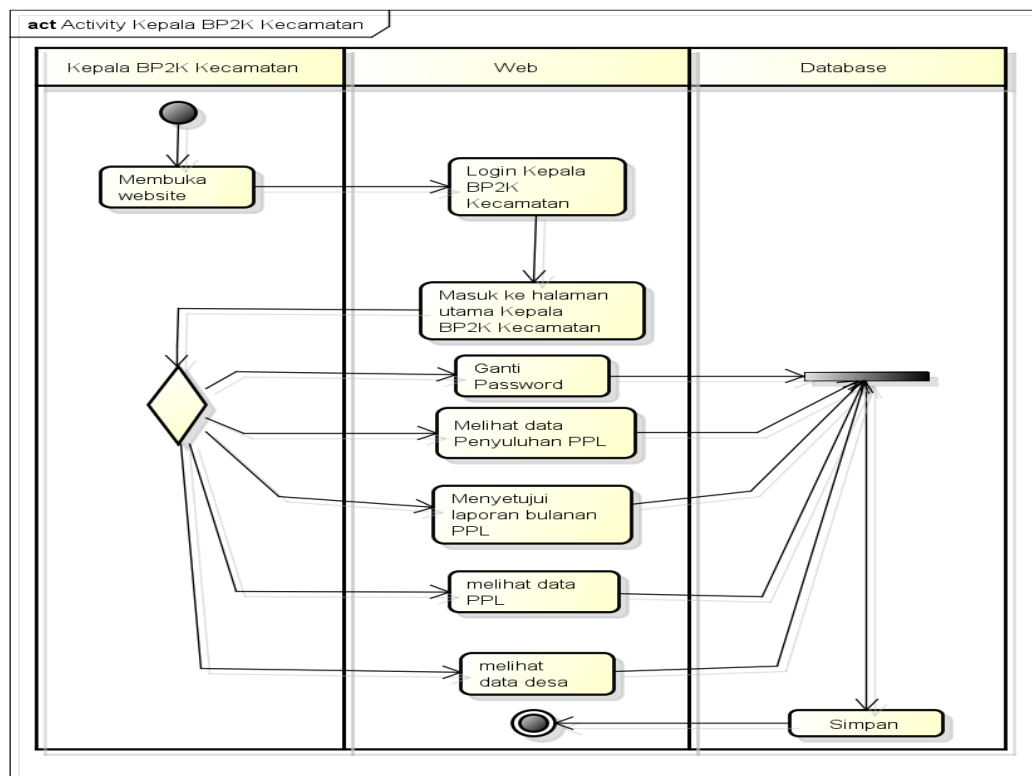 act Activity Kepala BP2K Kecamatan
Kepala BP2K Kecamatan
Web
Database
Membuka
website
Login Kepala
BP2K
Kecamatan
Masuk ke halaman
utama Kepala
BP2K Kecamatan
Ganti
Password
Melihat data
Penyuluhan PPL
Menyetujui
laporan bulanan
PPL
melihat data
PPL
melihat
data desa
Simpan